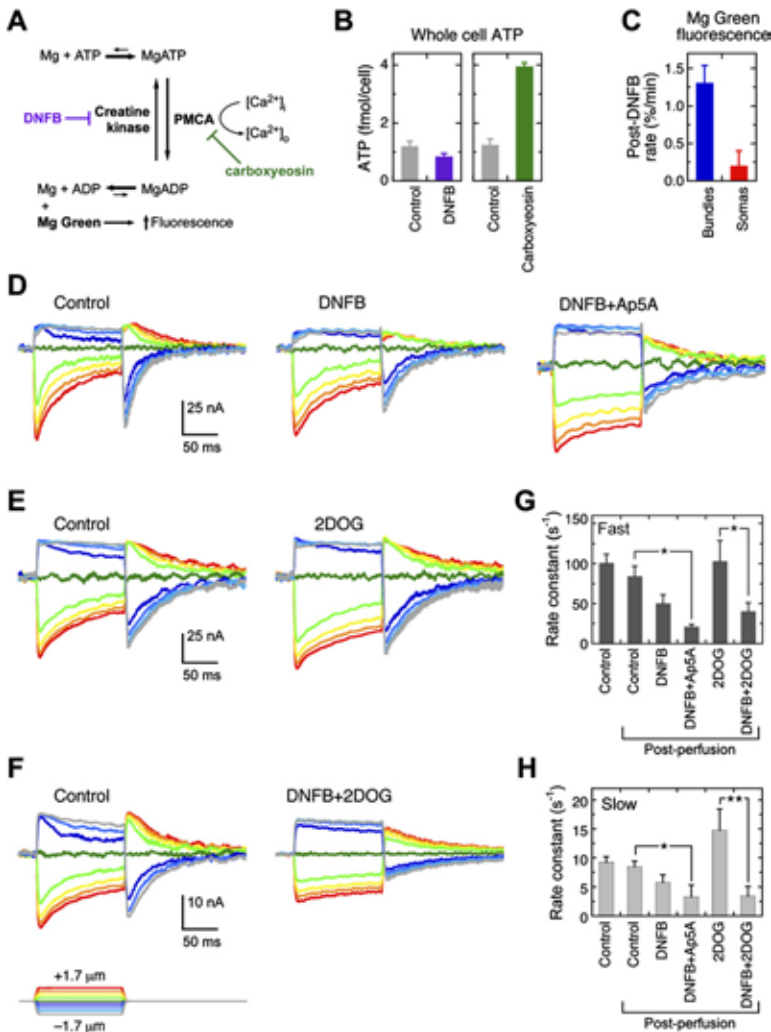 A
Mg + ATP MgATP
DNFB
Creatine
kinase
PMCA
[Ca2+]i
[Ca2+]o
carboxyeosin
Mg + ADP MgADP
+
Mg Green ↑Fluorescence
B
Whole cell ATP
ATP (fmol/cell)
4
2
0
Control
DNFB
Control
Carboxyeosin
C
Mg Green
fluorescence
Post-DNFB
rate (%/min)
1.5
1.0
0.5
0.0
Bundles
Somas
D
Control
DNFB
DNFB+Ap5A
25 nA
50 ms
E
Control
2DOG
25 nA
50 ms
F
Control
DNFB+2DOG
10 nA
50 ms
+1.7 µm
−1.7 µm
G
Fast
Rate constant (s-1)
150
100
50
0
*
*
Control
Control
DNFB
DNFB+Ap5A
2DOG
DNFB+2DOG
Post-perfusion
H
Slow
Rate constant (s-1)
20
15
10
5
0
*
**
Control
Control
DNFB
DNFB+Ap5A
2DOG
DNFB+2DOG
Post-perfusion